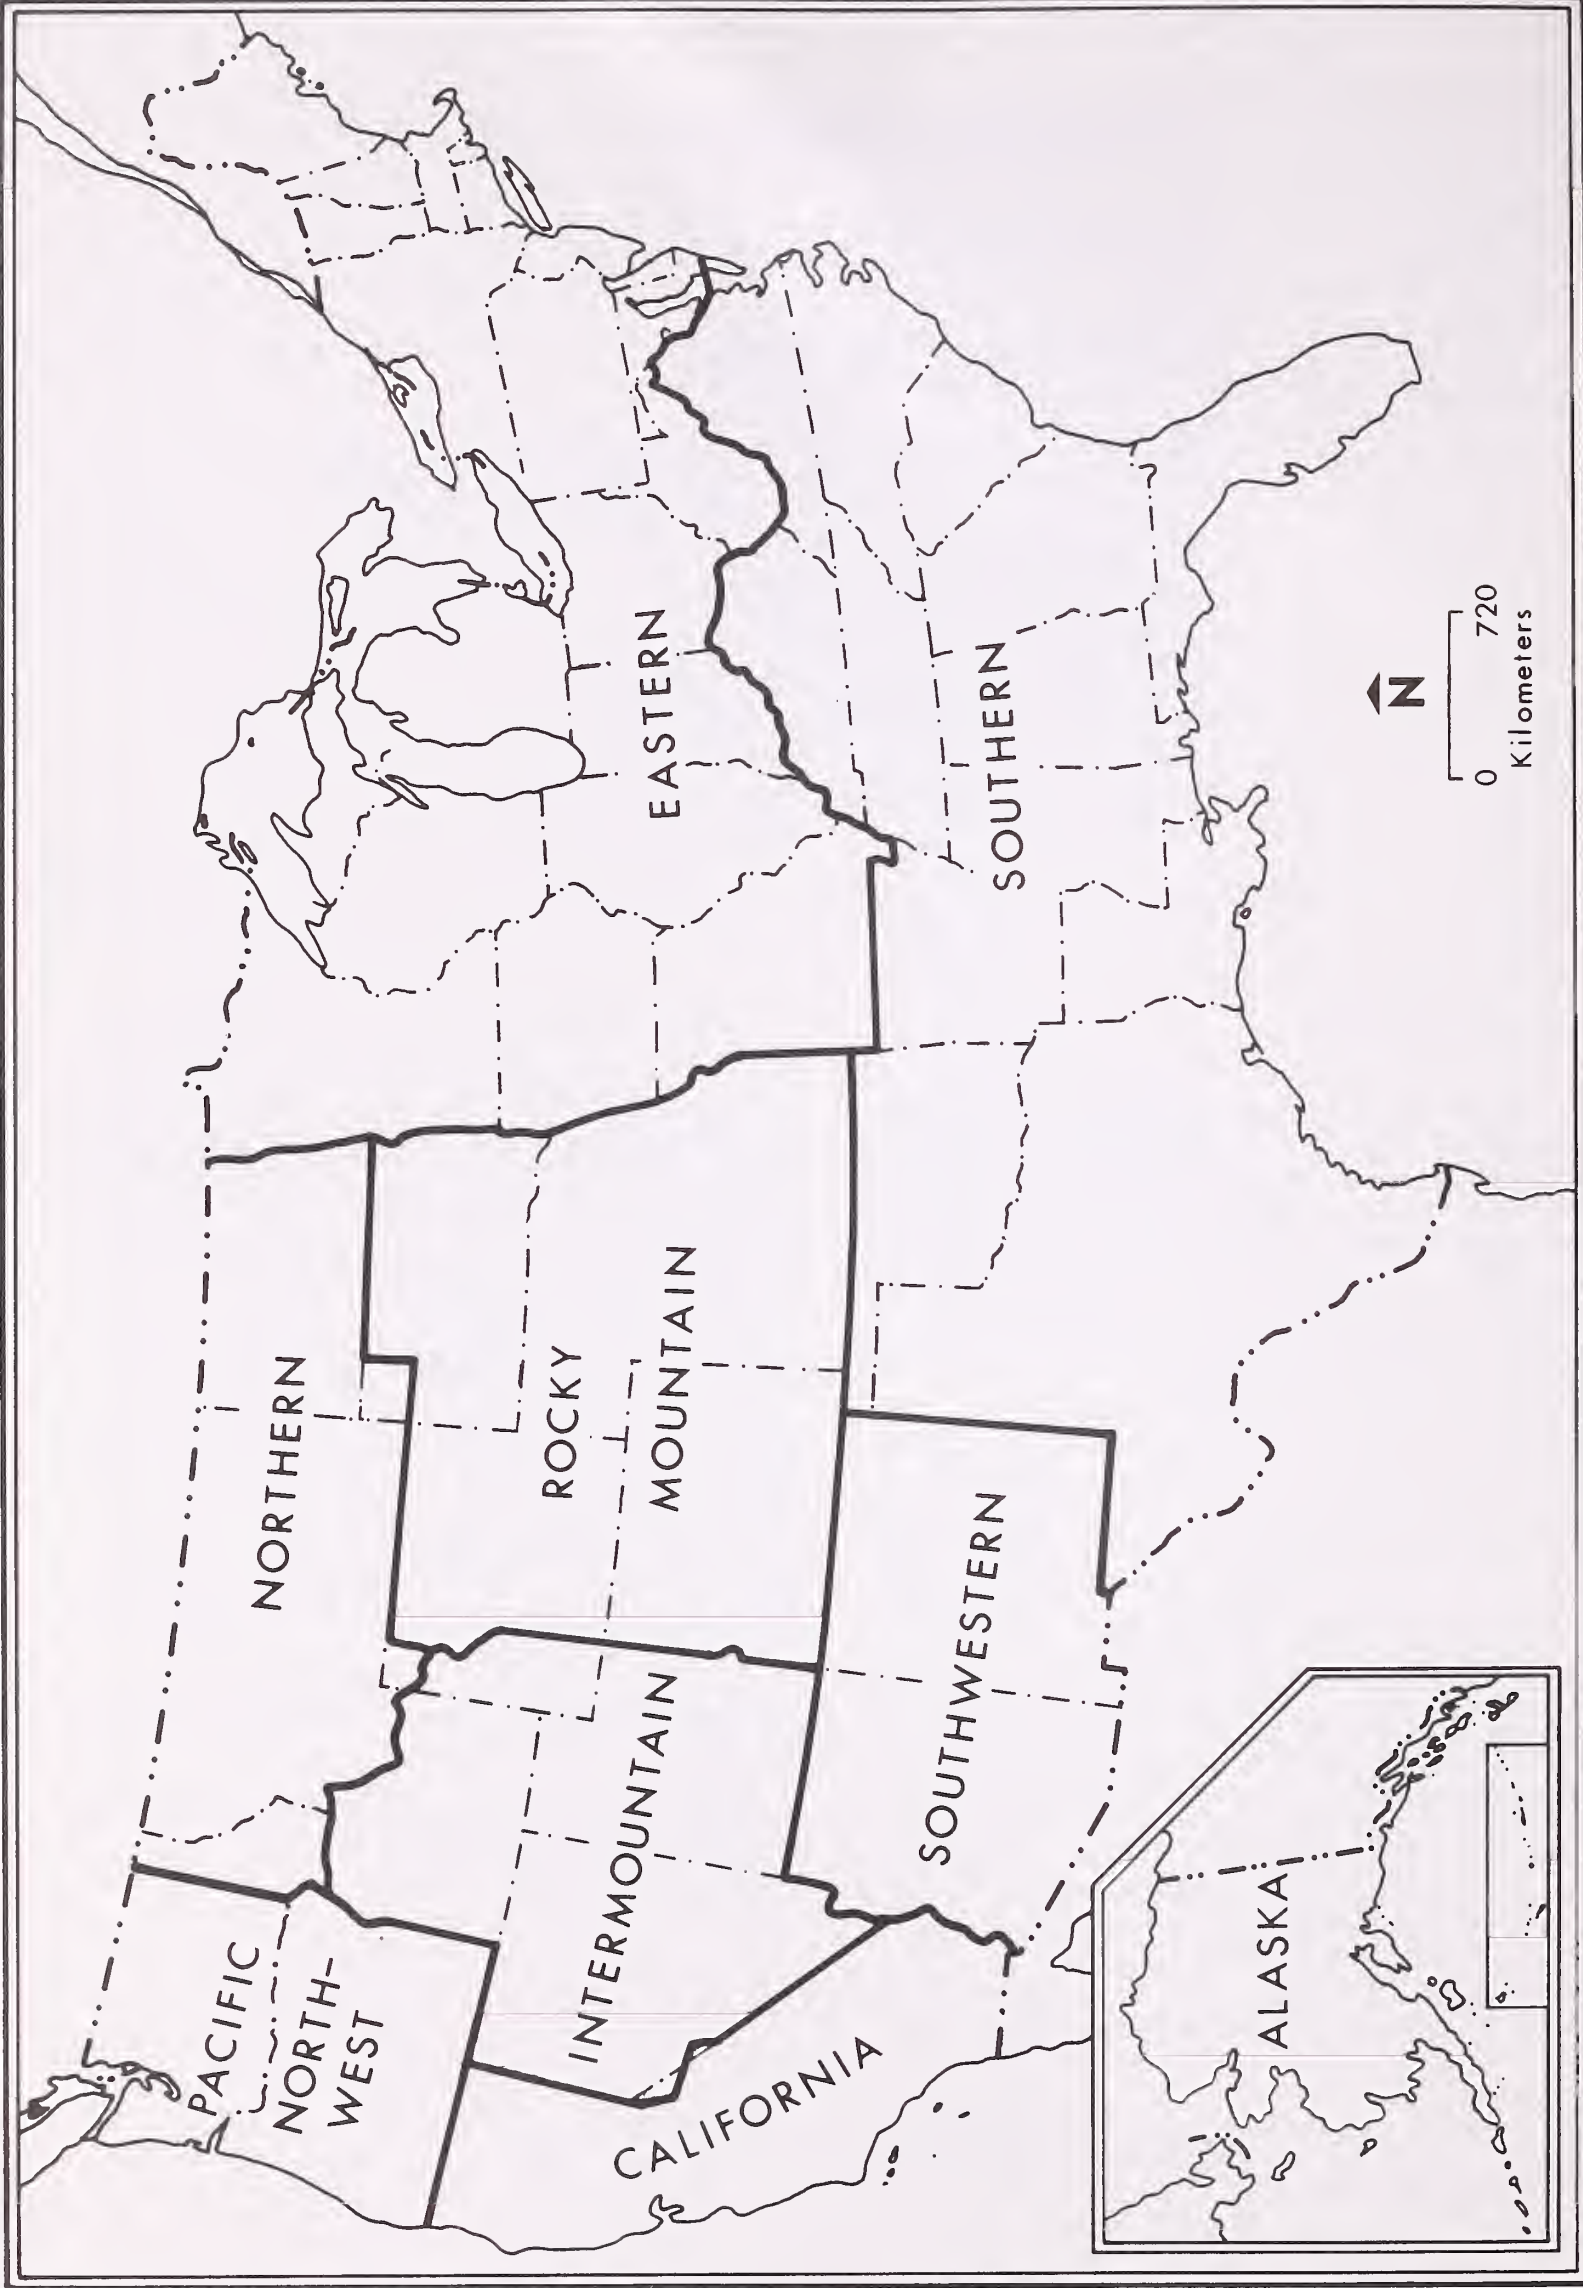 NORTHERN
PACIFIC
NORTH-
WEST
ROCKY
MOUNTAIN
EASTERN
INTERMOUNTAIN
CALIFORNIA
SOUTHWESTERN
SOUTHERN
ALASKA
N
0 720
Kilometers